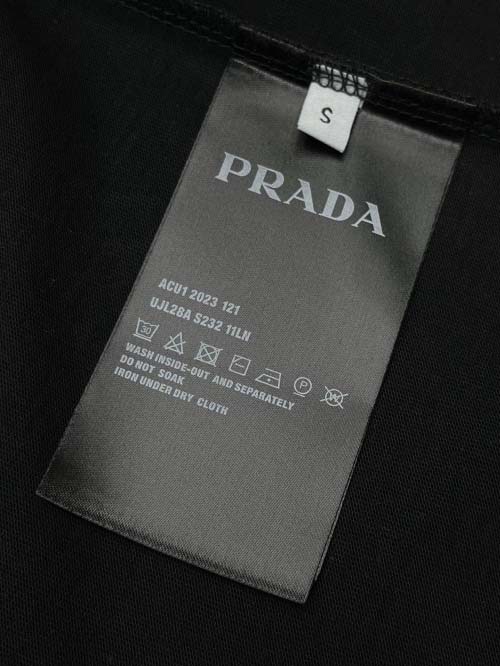 S
PRADA
ACU1 2023 121
UJL28A S232 11LN
30 P W
WASH INSIDE-OUT AND SEPARATELY
DO NOT SOAK
IRON UNDER DRY CLOTH